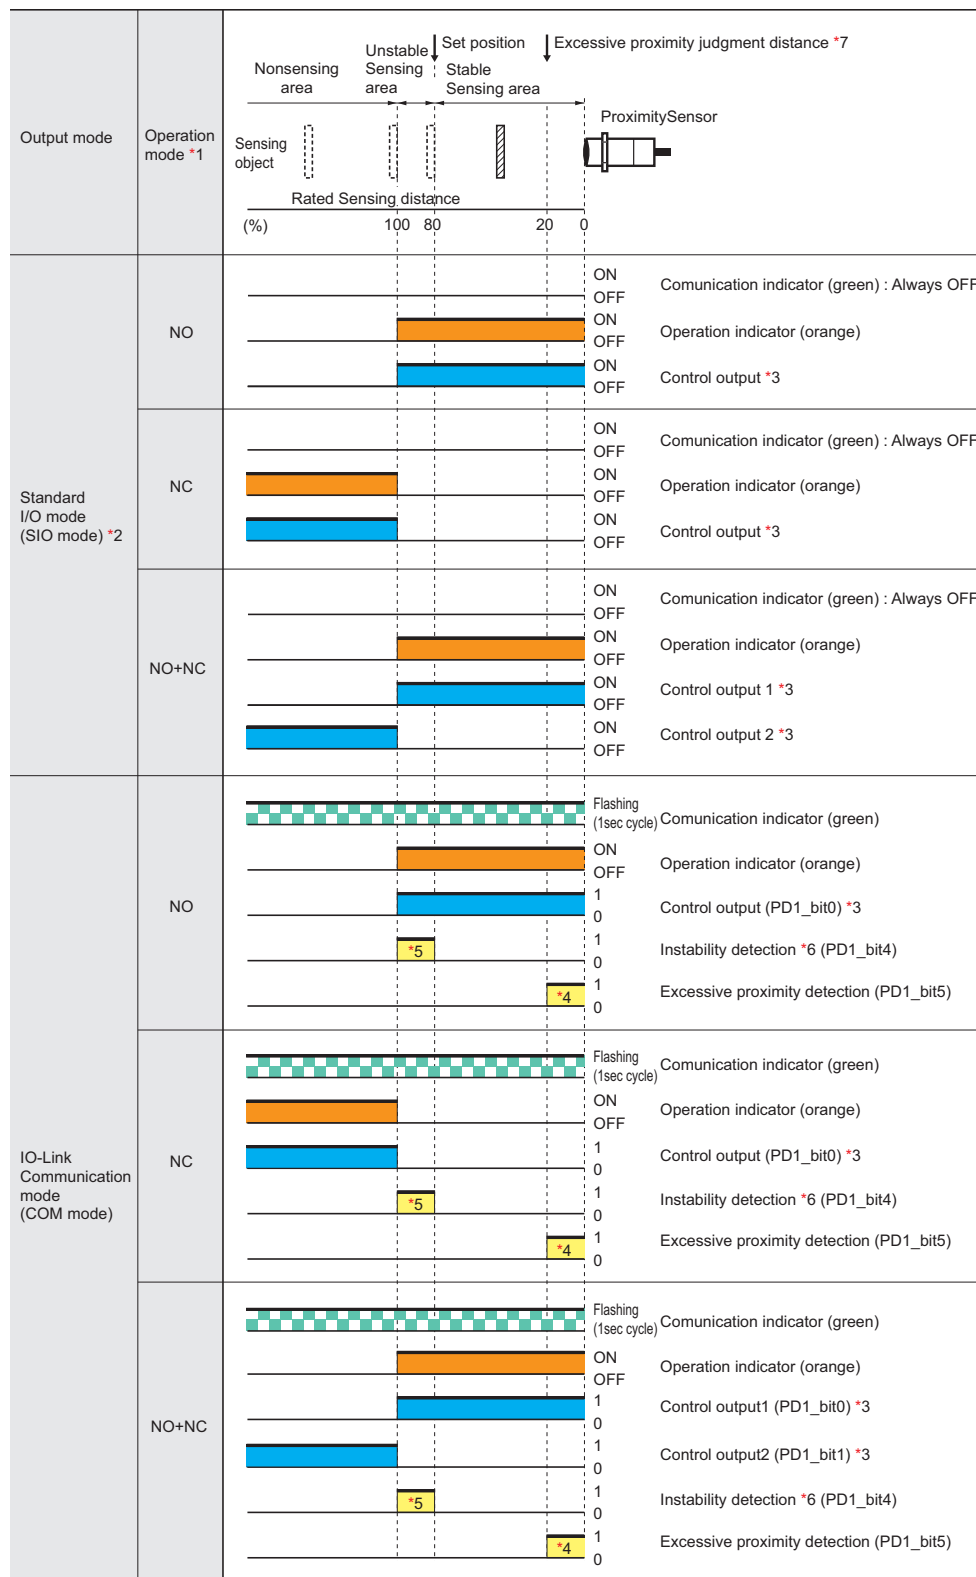 Output mode
Operation
mode *1
Set position
Excessive proximity judgment distance *7
Nonsensing
area
Unstable
Sensing
area
Stable
Sensing area
ProximitySensor
Sensing
object
Rated Sensing distance
(%) 100 80 20 0
Standard
I/O mode
(SIO mode) *2
NO
ON
OFF
Comunication indicator (green) : Always OFF
ON
OFF
Operation indicator (orange)
ON
OFF
Control output *3
NC
ON
OFF
Comunication indicator (green) : Always OFF
ON
OFF
Operation indicator (orange)
ON
OFF
Control output *3
NO+NC
ON
OFF
Comunication indicator (green) : Always OFF
ON
OFF
Operation indicator (orange)
ON
OFF
Control output 1 *3
ON
OFF
Control output 2 *3
IO-Link
Communication
mode
(COM mode)
NO
Flashing
(1sec cycle)
Comunication indicator (green)
ON
OFF
Operation indicator (orange)
1
0
Control output (PD1_bit0) *3
*5
1
0
Instability detection *6 (PD1_bit4)
*4
1
0
Excessive proximity detection (PD1_bit5)
NC
Flashing
(1sec cycle)
Comunication indicator (green)
ON
OFF
Operation indicator (orange)
1
0
Control output (PD1_bit0) *3
*5
1
0
Instability detection *6 (PD1_bit4)
*4
1
0
Excessive proximity detection (PD1_bit5)
NO+NC
Flashing
(1sec cycle)
Comunication indicator (green)
ON
OFF
Operation indicator (orange)
1
0
Control output1 (PD1_bit0) *3
1
0
Control output2 (PD1_bit1) *3
*5
1
0
Instability detection *6 (PD1_bit4)
*4
1
0
Excessive proximity detection (PD1_bit5)